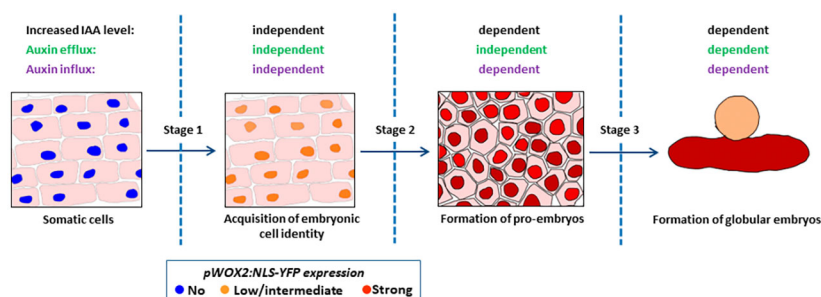 Increased IAA level: independent dependent dependent
Auxin efflux: independent independent dependent
Auxin influx: independent dependent dependent
Stage 1 Stage 2 Stage 3
Somatic cells Acquisition of embryonic Formation of pro-embryos Formation of globular embryos
cell identity
pWOX2:NLS-YFP expression
No Low/intermediate Strong